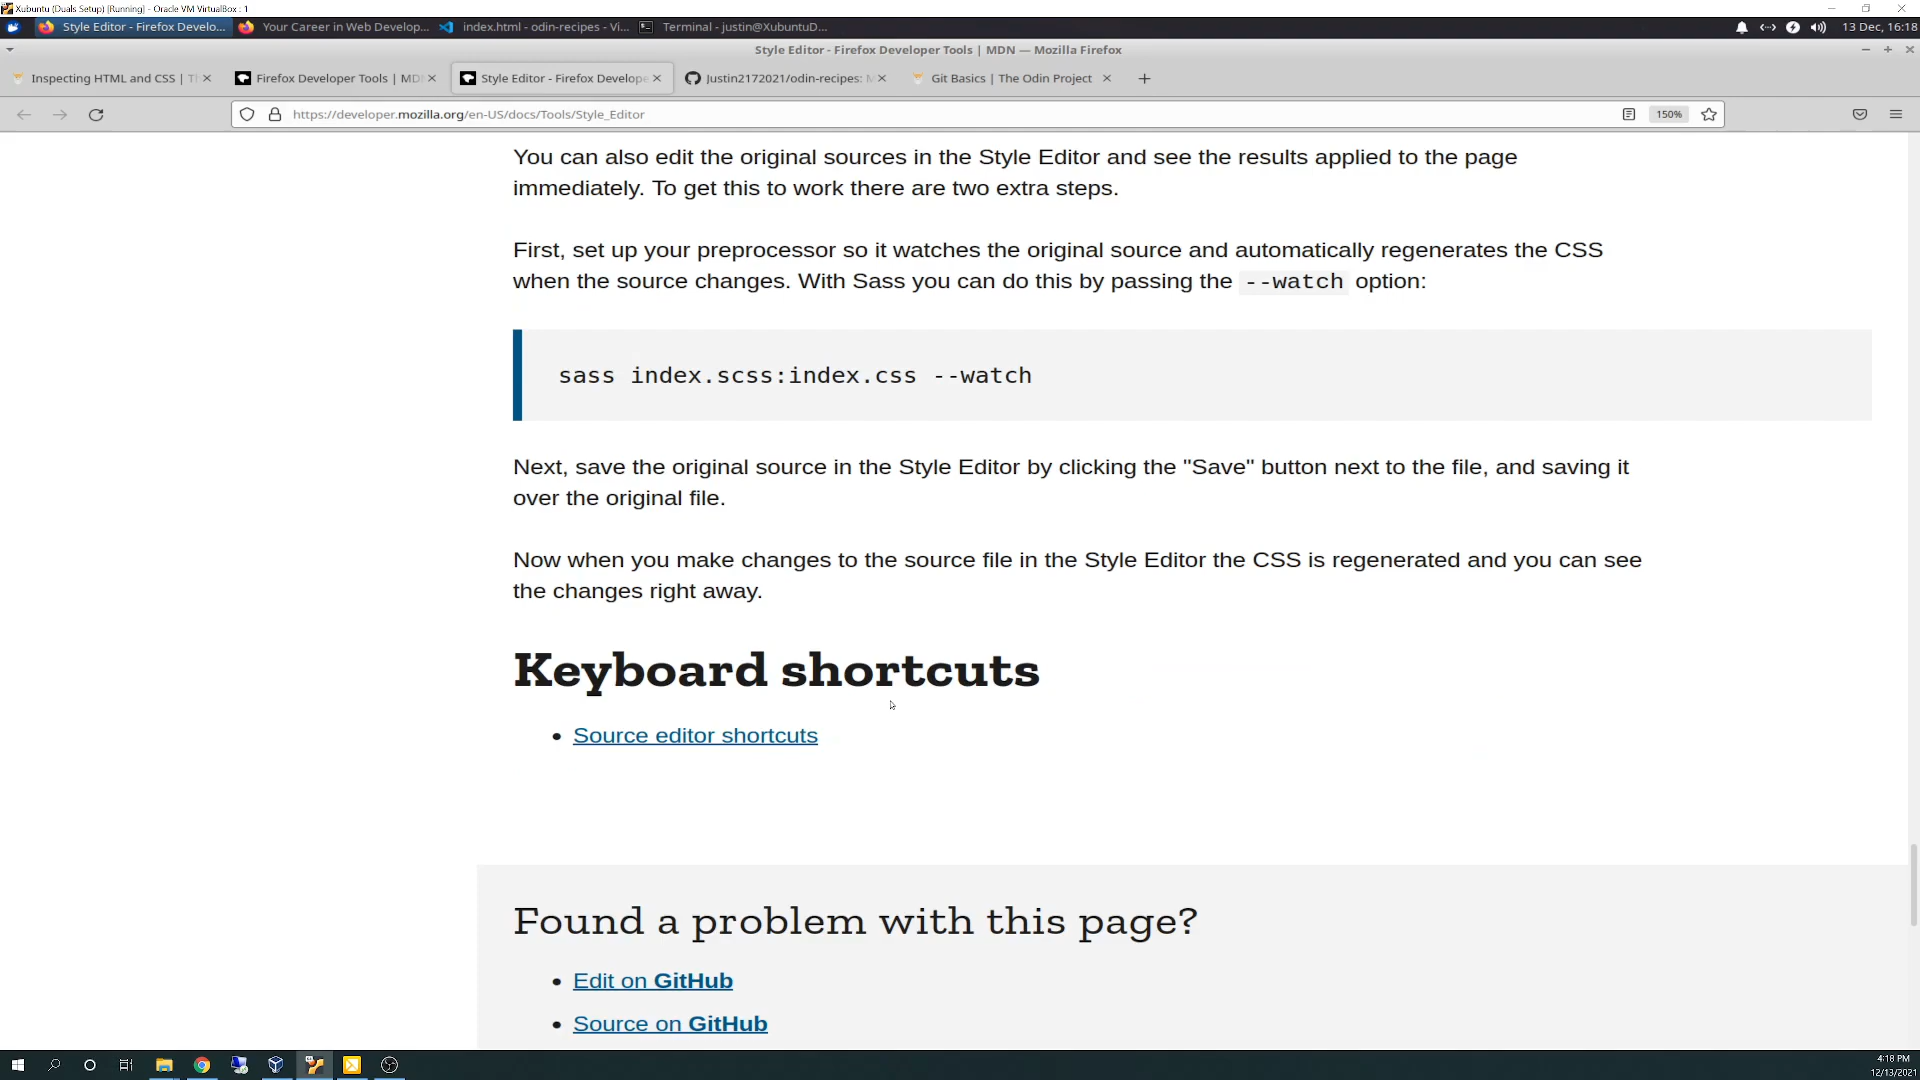 Xubuntu (Duals Setup) [Running] - Oracle VM VirtualBox : 1
Style Editor - Firefox Develo...
Your Career in Web Develop...
index.html - odin-recipes - Vi...
Terminal - justin@XubuntuD...
13 Dec, 16:18
Style Editor - Firefox Developer Tools | MDN — Mozilla Firefox
Inspecting HTML and CSS | T
Firefox Developer Tools | MD
Style Editor - Firefox Develope
Justin2172021/odin-recipes:
Git Basics | The Odin Project
https://developer.mozilla.org/en-US/docs/Tools/Style_Editor
150%
You can also edit the original sources in the Style Editor and see the results applied to the page
immediately. To get this to work there are two extra steps.
First, set up your preprocessor so it watches the original source and automatically regenerates the CSS
when the source changes. With Sass you can do this by passing the --watch option:
sass index.scss:index.css --watch
Next, save the original source in the Style Editor by clicking the "Save" button next to the file, and saving it
over the original file.
Now when you make changes to the source file in the Style Editor the CSS is regenerated and you can see
the changes right away.
Keyboard shortcuts
• Source editor shortcuts
Found a problem with this page?
• Edit on GitHub
• Source on GitHub
4:18 PM
12/13/2021